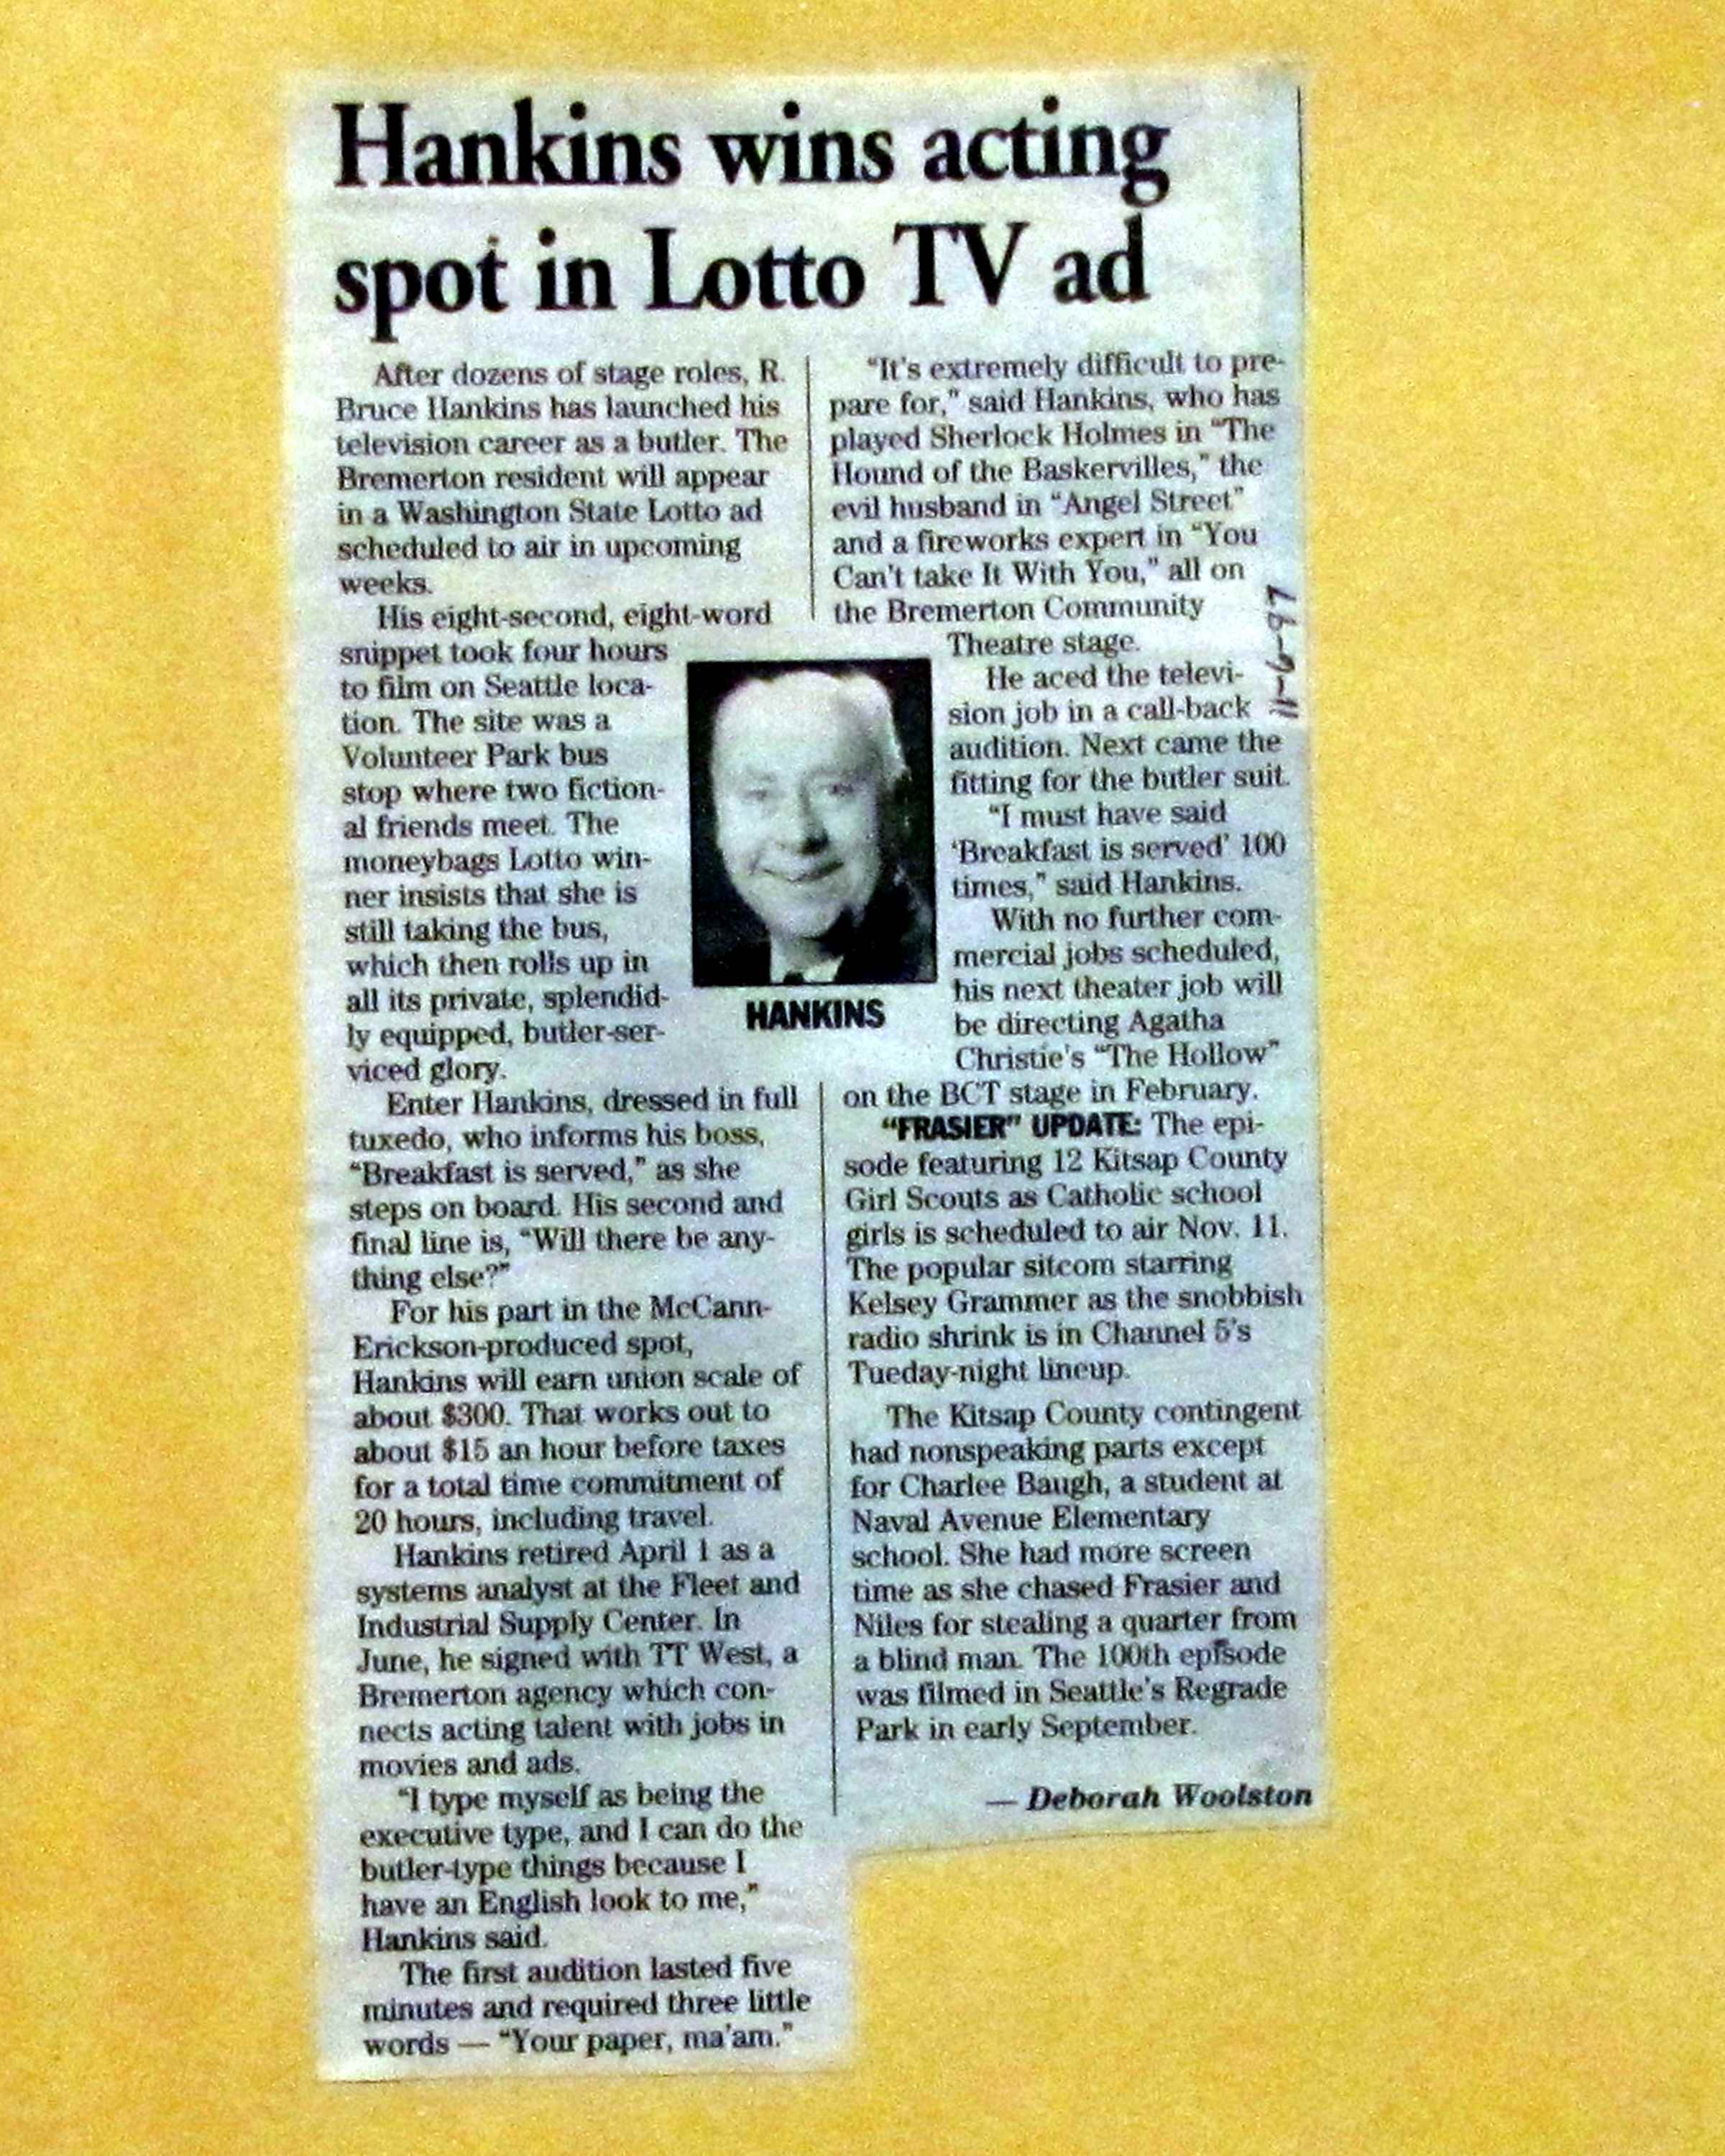 Hankins wins acting
spot in Lotto TV ad
After dozens of stage roles, R.
Bruce Hankins has launched his
television career as a butler. The
Bremerton resident will appear
in a Washington State Lotto ad
scheduled to air in upcoming
weeks.
His eight-second, eight-word
snippet took four hours
to film on Seattle loca-
tion. The site was a
Volunteer Park bus
stop where two fiction-
al friends meet. The
moneybags Lotto win-
ner insists that she is
still taking the bus,
which then rolls up in
all its private, splendid-
ly equipped, butler-ser-
viced glory.
Enter Hankins, dressed in full
tuxedo, who informs his boss,
“Breakfast is served,” as she
steps on board. His second and
final line is, “Will there be any-
thing else?”
For his part in the McCann-
Erickson-produced spot,
Hankins will earn union scale of
about $300. That works out to
about $15 an hour before taxes
for a total time commitment of
20 hours, including travel.
Hankins retired April 1 as a
systems analyst at the Fleet and
Industrial Supply Center. In
June, he signed with TT West, a
Bremerton agency which con-
nects acting talent with jobs in
movies and ads.
“I type myself as being the
executive type, and I can do the
butler-type things because I
have an English look to me,”
Hankins said.
The first audition lasted five
minutes and required three little
words — “Your paper, ma'am.”
HANKINS
“It's extremely difficult to pre-
pare for,” said Hankins, who has
played Sherlock Holmes in “The
Hound of the Baskervilles,” the
evil husband in “Angel Street”
and a fireworks expert in “You
Can't take It With You,” all on
the Bremerton Community
Theatre stage.
He aced the televi-
sion job in a call-back
audition. Next came the
fitting for the butler suit.
“I must have said
‘Breakfast is served’ 100
times,” said Hankins.
With no further com-
mercial jobs scheduled,
his next theater job will
be directing Agatha
Christie's “The Hollow”
on the BCT stage in February.
“FRASIER” UPDATE: The epi-
sode featuring 12 Kitsap County
Girl Scouts as Catholic school
girls is scheduled to air Nov. 11.
The popular sitcom starring
Kelsey Grammer as the snobbish
radio shrink is in Channel 5's
Tueday-night lineup.
The Kitsap County contingent
had nonspeaking parts except
for Charlee Baugh, a student at
Naval Avenue Elementary
school. She had more screen
time as she chased Frasier and
Niles for stealing a quarter from
a blind man. The 100th episode
was filmed in Seattle's Regrade
Park in early September.
— Deborah Woolston
11-6-97